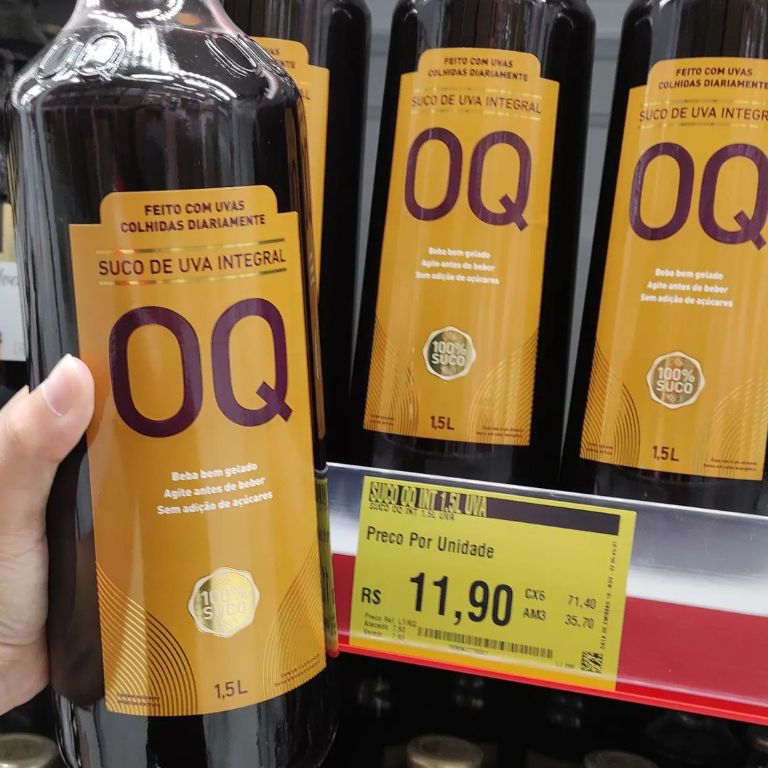 OQ
FEITO COM UVAS
COLHIDAS DIARIAMENTE
SUCO DE UVA INTEGRAL
OQ
Beba bem gelado
Agite antes de beber
Sem adição de açúcares
100%
SUCO
1,5L
FEITO COM UVAS
COLHIDAS DIARIAMENTE
SUCO DE UVA INTEGRAL
OQ
Beba bem gelado
Agite antes de beber
Sem adição de açúcares
100%
SUCO
1,5L
FEITO COM UVAS
COLHIDAS DIARIAMENTE
SUCO DE UVA INTEGR
OQ
Beba bem gelado
Agite antes de beber
Sem adição de açúcares
100%
SUCO
1,5L
SUCO OQ INT 1,5L UVA
SUCO OQ INT 1,5L UVA
Preco Por Unidade
R$ 11,90
CX6 71,40
AM3 35,70